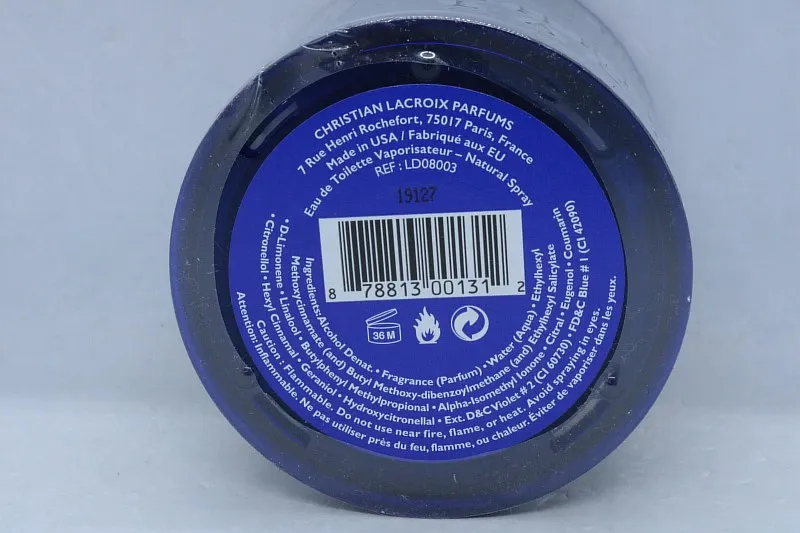 CHRISTIAN LACROIX PARFUMS
7 Rue Henri Rochefort, 75017 Paris, France
Made in USA / Fabriqué aux EU
Eau de Toilette Vaporisateur – Natural Spray
REF : LD08003
19127
8 78813 00131 2
36 M
Ingredients: Alcohol Denat. • Fragrance (Parfum) • Water (Aqua) • Ethylhexyl
Methoxycinnamate (and) Butyl Methoxy-dibenzoylmethane (and) Ethylhexyl Salicylate
• D-Limonene • Linalool • Butylphenyl Methylpropional • Alpha-Isomethyl Ionone • Citral • Eugenol • Coumarin
• Citronellol • Hexyl Cinnamal • Geraniol • Hydroxycitronellal • Ext. D&C Violet # 2 (CI 60730) • FD&C Blue # 1 (CI 42090)
Caution : Flammable. Do not use near fire, flame, or heat. Avoid spraying in eyes.
Attention: Inflammable. Ne pas utiliser près du feu, flamme, ou chaleur. Éviter de vaporiser dans les yeux.